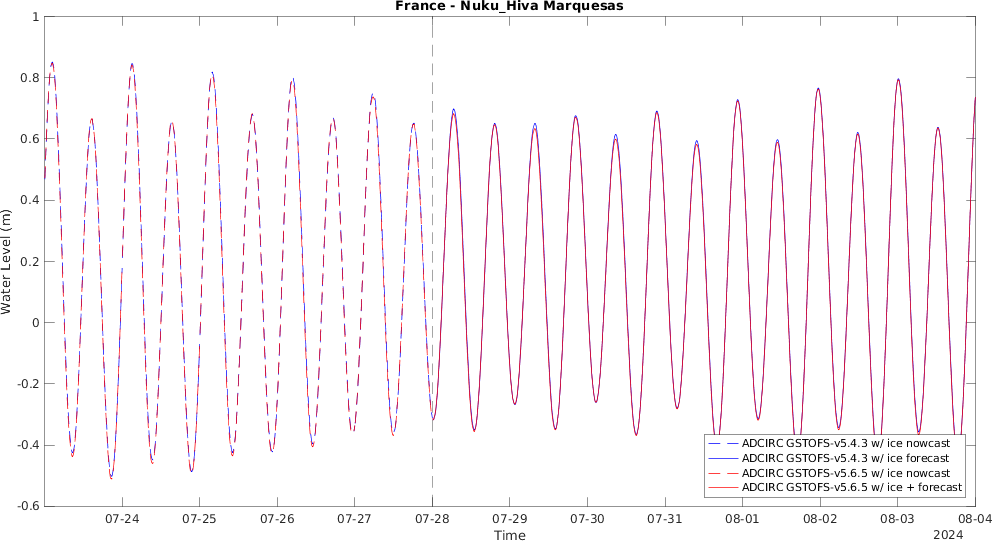 France - Nuku_Hiva Marquesas
1
0.8
0.6
0.4
0.2
0
-0.2
-0.4
-0.6
Water Level (m)
ADCIRC GSTOFS-v5.4.3 w/ ice nowcast
ADCIRC GSTOFS-v5.4.3 w/ ice forecast
ADCIRC GSTOFS-v5.6.5 w/ ice nowcast
ADCIRC GSTOFS-v5.6.5 w/ ice + forecast
07-24 07-25 07-26 07-27 07-28 07-29 07-30 07-31 08-01 08-02 08-03 08-04
Time
2024